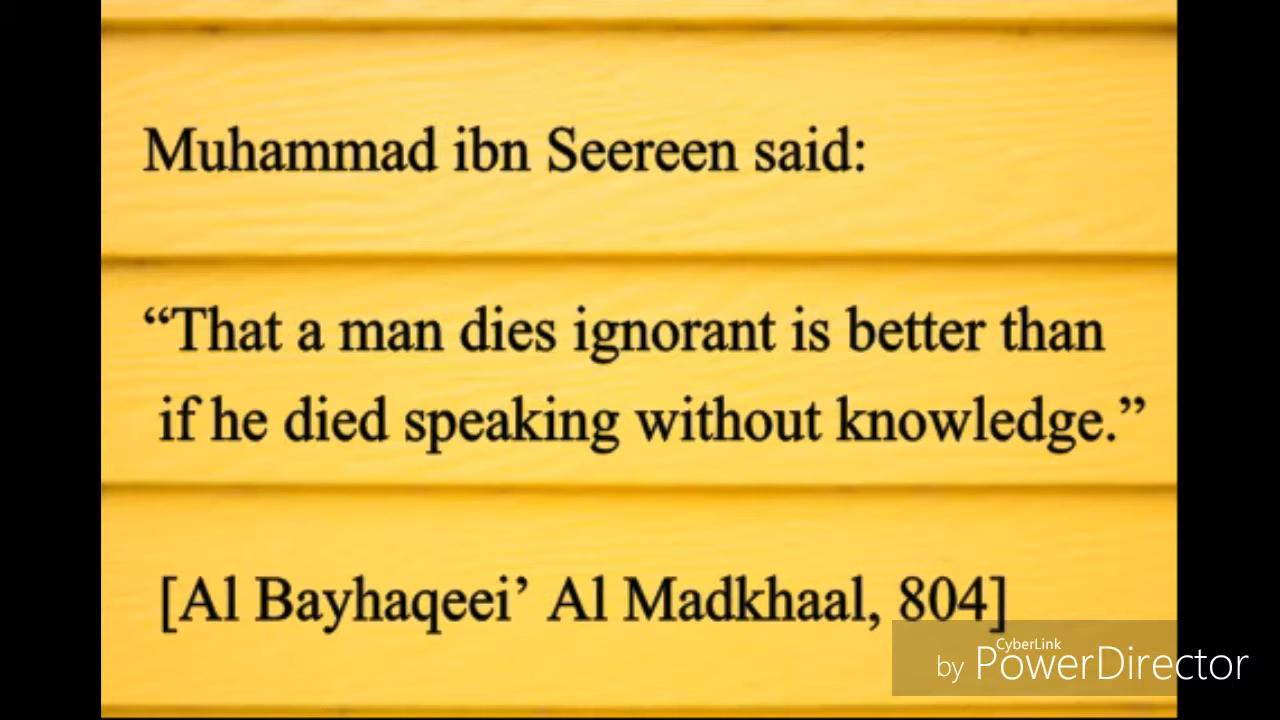 Muhammad ibn Seereen said:
“That a man dies ignorant is better than
if he died speaking without knowledge.”
[Al Bayhaqeei’ Al Madkhaal, 804]
CyberLink
by PowerDirector